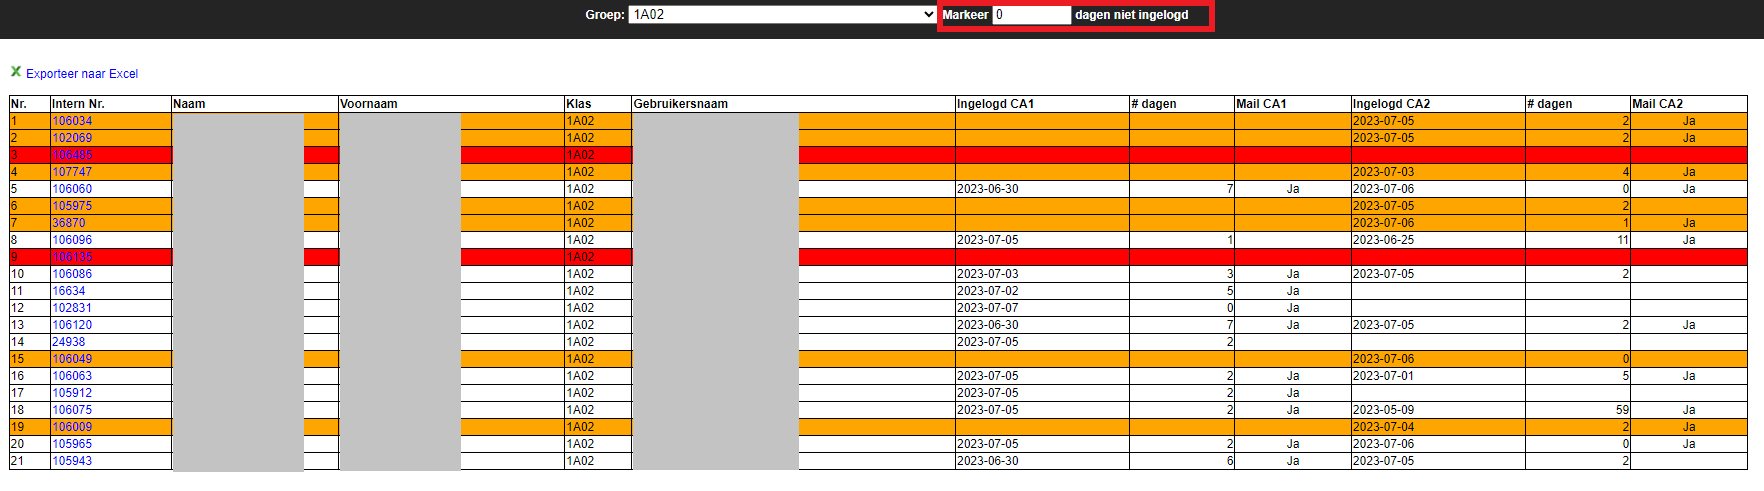 Groep: 1A02 Markeer 0 dagen niet ingelogd
Exporteer naar Excel
Nr. Intern Nr. Naam Voornaam Klas Gebruikersnaam Ingelogd CA1 # dagen Mail CA1 Ingelogd CA2 # dagen Mail CA2
1 106034 1A02 2023-07-05 2 Ja
2 102069 1A02 2023-07-05 2 Ja
3 106485 1A02
4 107747 1A02 2023-07-03 4 Ja
5 106060 1A02 2023-06-30 7 Ja 2023-07-06 0 Ja
6 105975 1A02 2023-07-05 2
7 36870 1A02 2023-07-06 1 Ja
8 106096 1A02 2023-07-05 1 2023-06-25 11 Ja
9 106135 1A02
10 106086 1A02 2023-07-03 3 Ja 2023-07-05 2
11 16634 1A02 2023-07-02 5 Ja
12 102831 1A02 2023-07-07 0 Ja
13 106120 1A02 2023-06-30 7 Ja 2023-07-05 2 Ja
14 24938 1A02 2023-07-05 2
15 106049 1A02 2023-07-06 0
16 106063 1A02 2023-07-05 2 Ja 2023-07-01 5 Ja
17 105912 1A02 2023-07-05 2 Ja
18 106075 1A02 2023-07-05 2 Ja 2023-05-09 59 Ja
19 106009 1A02 2023-07-04 2 Ja
20 105965 1A02 2023-07-05 2 Ja 2023-07-06 0 Ja
21 105943 1A02 2023-06-30 6 Ja 2023-07-05 2